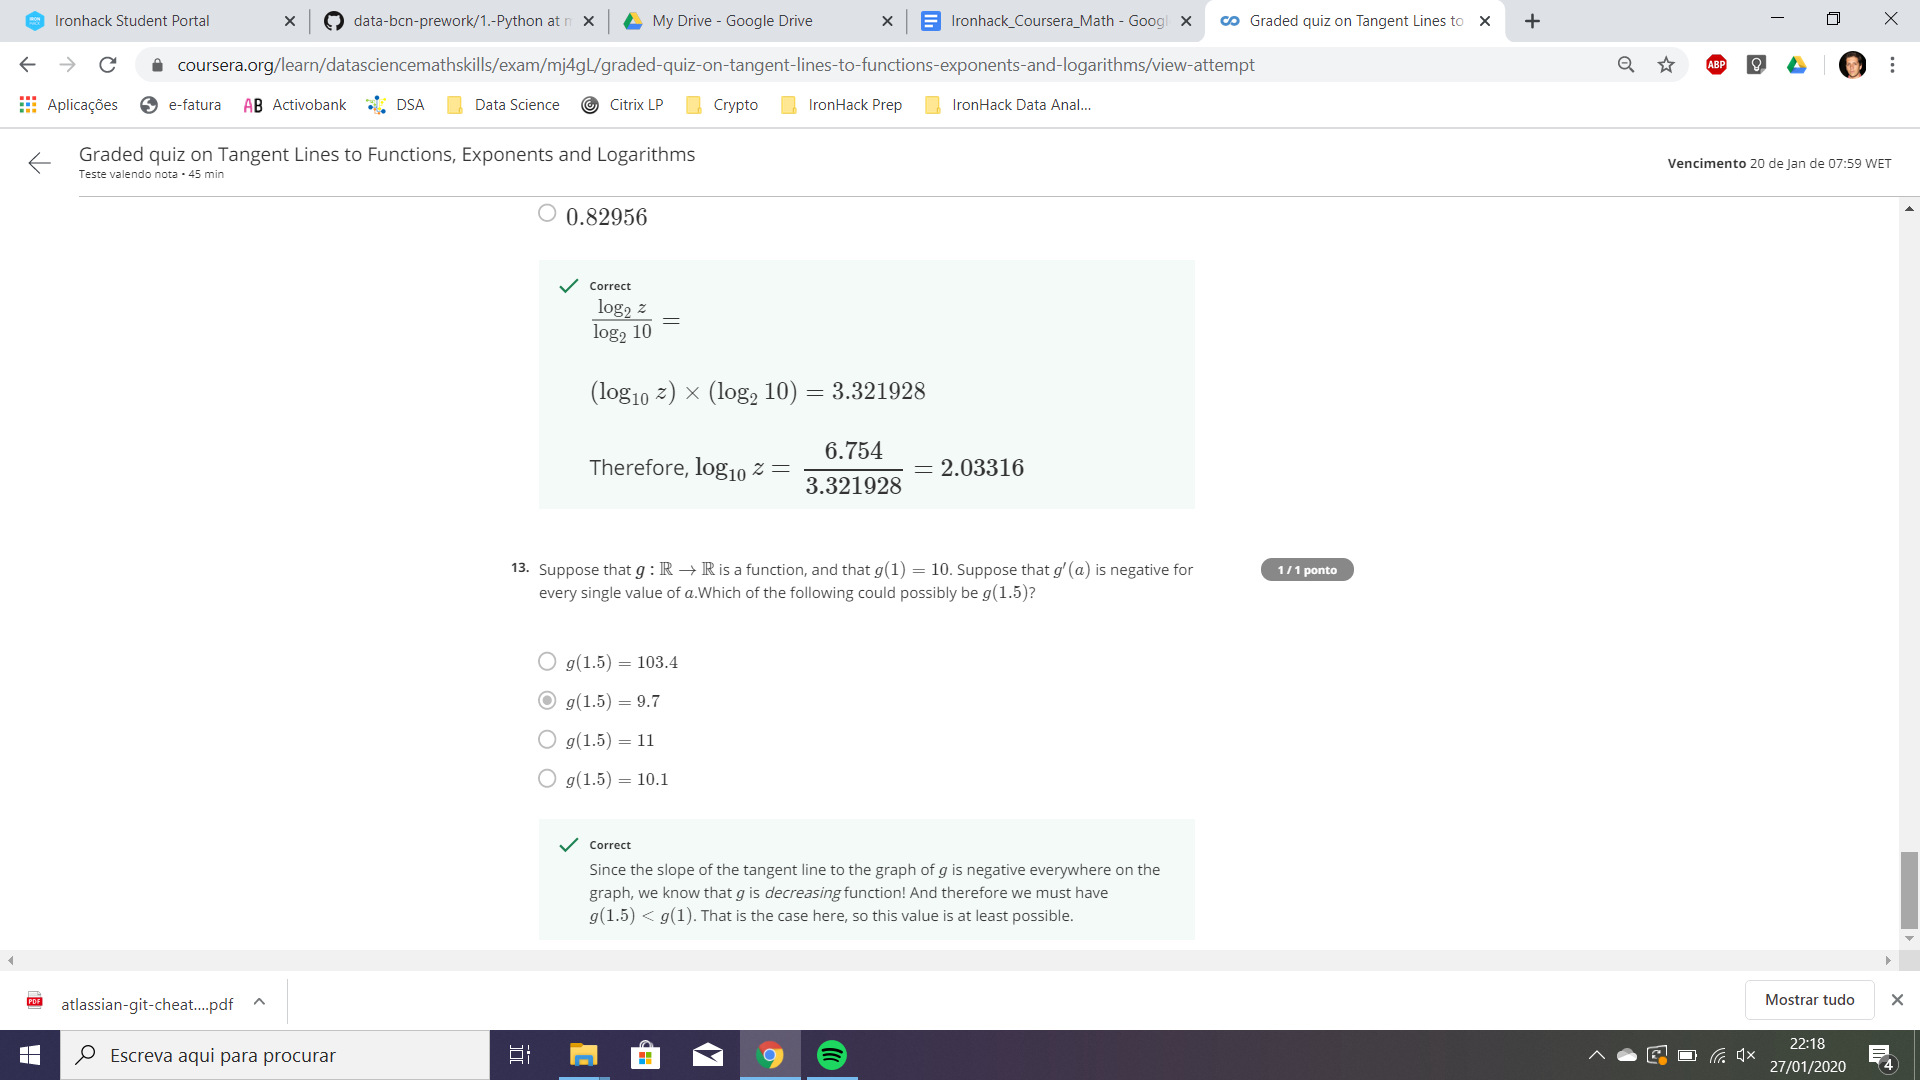 Ironhack Student Portal
data-bcn-prework/1.-Python at m
My Drive - Google Drive
Ironhack_Coursera_Math - Googl
Graded quiz on Tangent Lines to
coursera.org/learn/datasciencemathskills/exam/mj4gL/graded-quiz-on-tangent-lines-to-functions-exponents-and-logarithms/view-attempt
ABP
Aplicações
e-fatura
AB Activobank
DSA
Data Science
Citrix LP
Crypto
IronHack Prep
IronHack Data Anal...
Graded quiz on Tangent Lines to Functions, Exponents and Logarithms
Teste valendo nota • 45 min
Vencimento 20 de Jan de 07:59 WET
0.82956
Correct
log₂ z
log₂ 10 =
(log₁₀ z) × (log₂ 10) = 3.321928
Therefore, log₁₀ z = 6.754 / 3.321928 = 2.03316
13. Suppose that g : ℝ → ℝ is a function, and that g(1) = 10. Suppose that g′(a) is negative for
every single value of a.Which of the following could possibly be g(1.5)?
1 / 1 ponto
g(1.5) = 103.4
g(1.5) = 9.7
g(1.5) = 11
g(1.5) = 10.1
Correct
Since the slope of the tangent line to the graph of g is negative everywhere on the
graph, we know that g is decreasing function! And therefore we must have
g(1.5) < g(1). That is the case here, so this value is at least possible.
PDF
atlassian-git-cheat....pdf
Mostrar tudo
Escreva aqui para procurar
22:18
27/01/2020
4